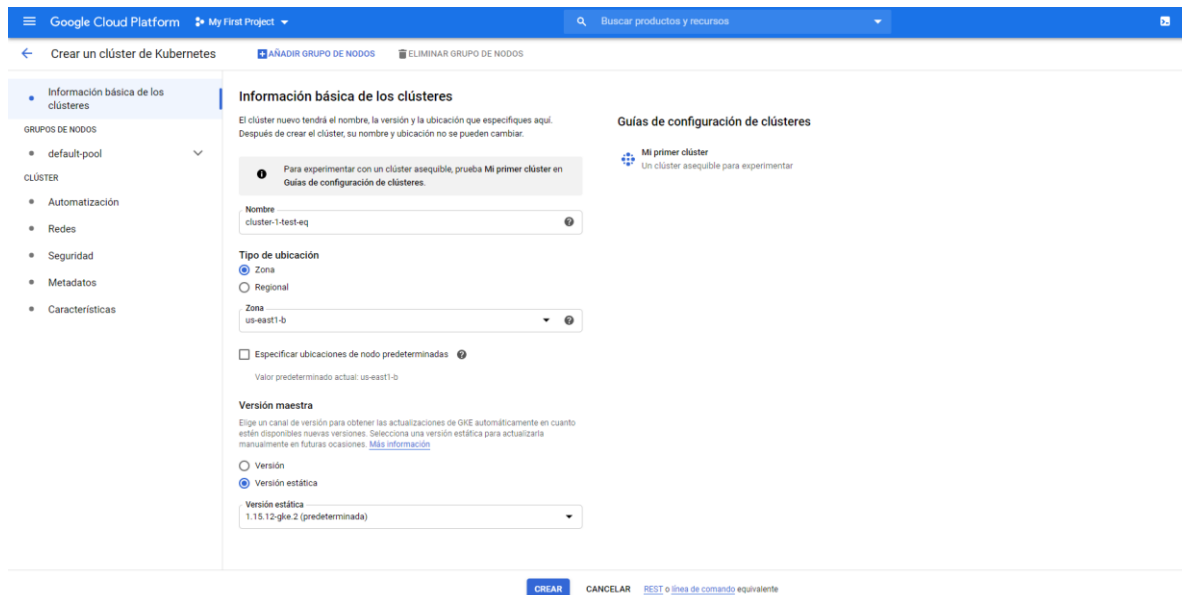 Google Cloud Platform
My First Project
Buscar productos y recursos
Crear un clúster de Kubernetes
AÑADIR GRUPO DE NODOS
ELIMINAR GRUPO DE NODOS
Información básica de los
clústeres
GRUPOS DE NODOS
default-pool
CLÚSTER
Automatización
Redes
Seguridad
Metadatos
Características
Información básica de los clústeres
El clúster nuevo tendrá el nombre, la versión y la ubicación que especifiques aquí.
Después de crear el clúster, su nombre y ubicación no se pueden cambiar.
Para experimentar con un clúster asequible, prueba Mi primer clúster en
Guías de configuración de clústeres.
Nombre
cluster-1-test-eq
Tipo de ubicación
Zona
Regional
Zona
us-east1-b
Especificar ubicaciones de nodo predeterminadas
Valor predeterminado actual: us-east1-b
Versión maestra
Elige un canal de versión para obtener las actualizaciones de GKE automáticamente en cuanto
estén disponibles nuevas versiones. Selecciona una versión estática para actualizarla
manualmente en futuras ocasiones. Más información
Versión
Versión estática
Versión estática
1.15.12-gke.2 (predeterminada)
Guías de configuración de clústeres
Mi primer clúster
Un clúster asequible para experimentar
CREAR
CANCELAR
REST o línea de comando equivalente